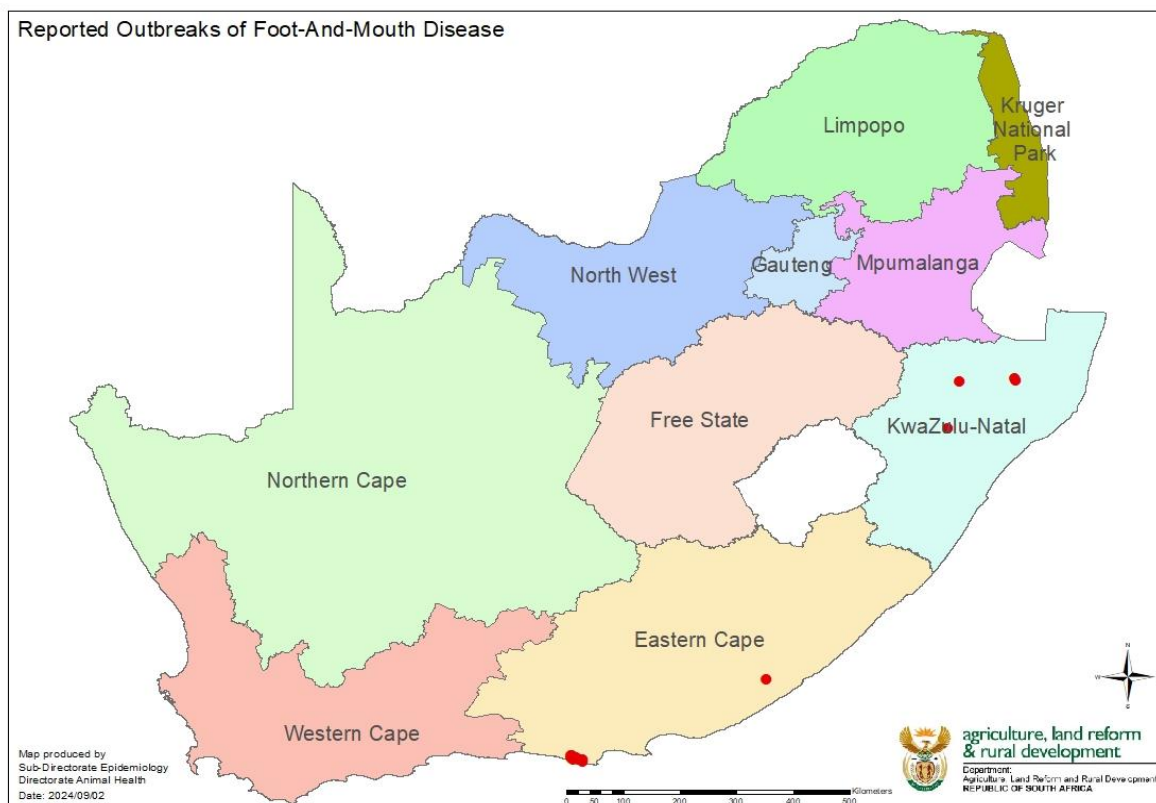 Reported Outbreaks of Foot-And-Mouth Disease
Limpopo
Kruger
National
Park
North West
Gauteng
Mpumalanga
Free State
KwaZulu-Natal
Northern Cape
Eastern Cape
Western Cape
N
W
E
S
Map produced by
Sub-Directorate Epidemiology
Directorate Animal Health
Date: 2024/09/02
Kilometers
0 50 100 200 300 400 500
agriculture, land reform
& rural development
Department:
Agriculture, Land Reform and Rural Development
REPUBLIC OF SOUTH AFRICA